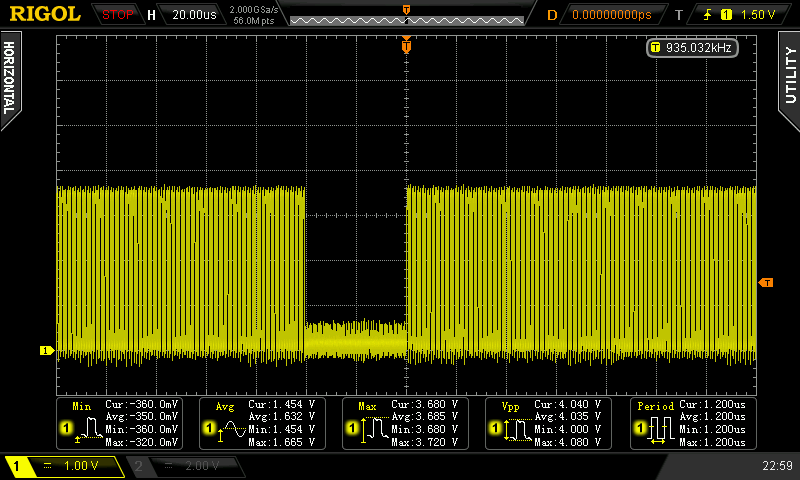 RIGOL STOP H 20.00us 2.000GSa/s 56.0M pts D 0.00000000ps T 1 1.50 V
T
T 935.032kHz
HORIZONTAL
UTILITY
T
1
Min Cur:-360.0mV Avg:-350.0mV Min:-360.0mV Max:-320.0mV
Avg Cur:1.454 V Avg:1.632 V Min:1.454 V Max:1.665 V
Max Cur:3.680 V Avg:3.685 V Min:3.680 V Max:3.720 V
Vpp Cur:4.040 V Avg:4.035 V Min:4.000 V Max:4.080 V
Period Cur:1.200us Avg:1.200us Min:1.200us Max:1.200us
1 1.00 V 2 2.00 V 22:59